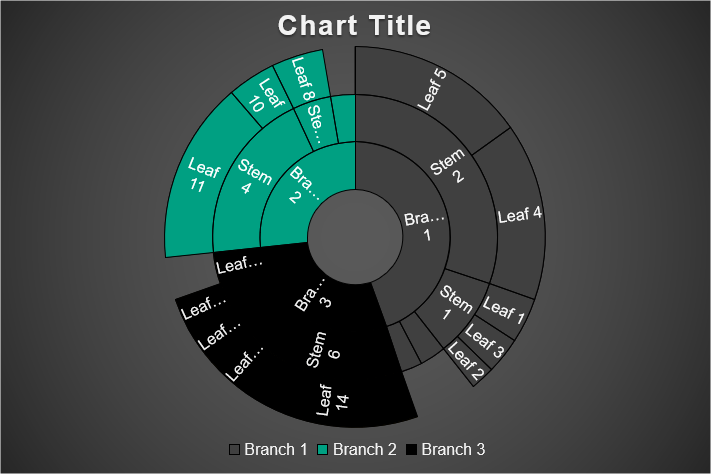 Chart Title
Leaf 5
Leaf 4
Stem
2
Bra…
1
Stem
1
Leaf 1
Leaf 3
Leaf 2
Leaf 8
Leaf
10
Ste…
Leaf
11
Stem
4
Bra…
2
Leaf…
Bra…
3
Leaf…
Leaf…
Leaf…
Stem
6
Leaf
14
Branch 1 Branch 2 Branch 3